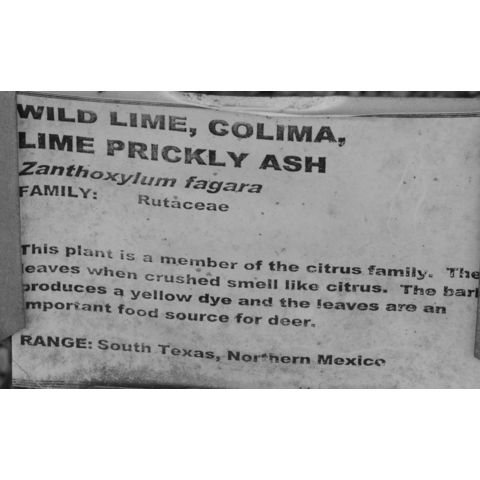 WILD LIME, COLIMA,
LIME PRICKLY ASH
Zanthoxylum fagara
FAMILY: Rutaceae
This plant is a member of the citrus family. The
leaves when crushed smell like citrus. The bark
produces a yellow dye and the leaves are an
important food source for deer.
RANGE: South Texas, Northern Mexico